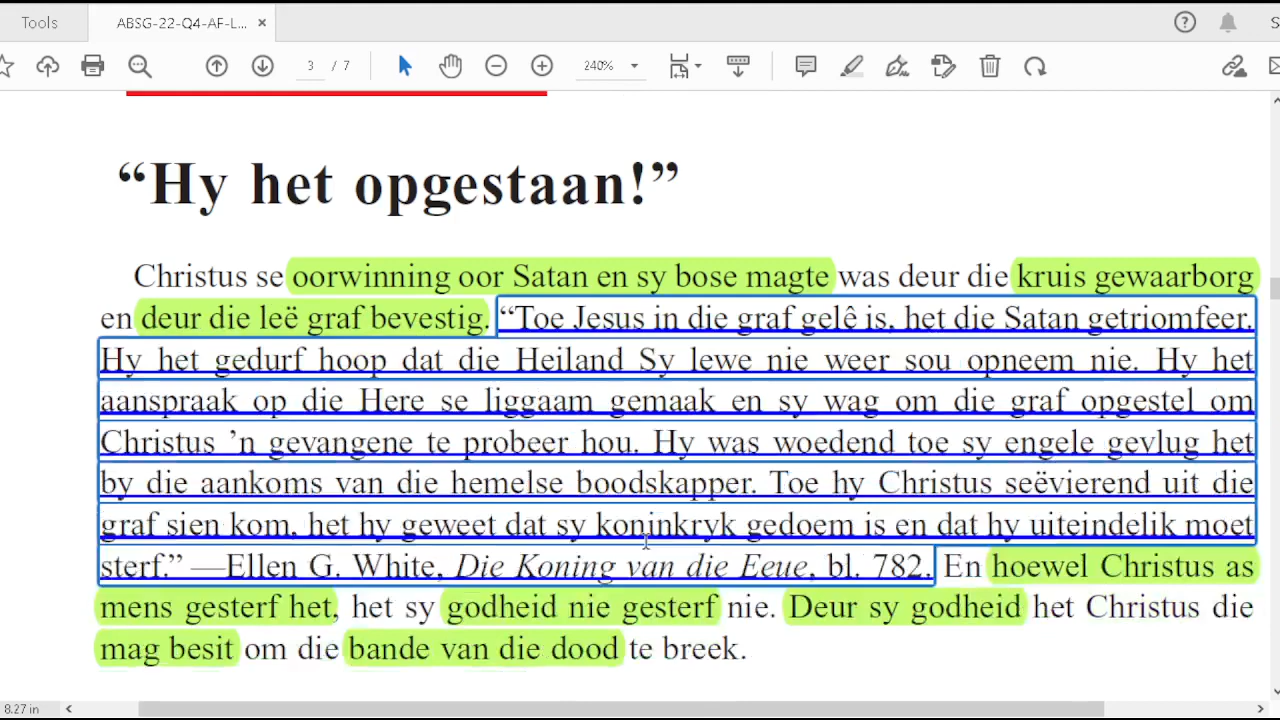 Tools
ABSG-22-Q4-AF-L... ×
S
3 / 7
240%
“Hy het opgestaan!”
Christus se oorwinning oor Satan en sy bose magte was deur die kruis gewaarborg
en deur die leë graf bevestig. “Toe Jesus in die graf gelê is, het die Satan getriomfeer.
Hy het gedurf hoop dat die Heiland Sy lewe nie weer sou opneem nie. Hy het
aanspraak op die Here se liggaam gemaak en sy wag om die graf opgestel om
Christus ’n gevangene te probeer hou. Hy was woedend toe sy engele gevlug het
by die aankoms van die hemelse boodskapper. Toe hy Christus seëvierend uit die
graf sien kom, het hy geweet dat sy koninkryk gedoem is en dat hy uiteindelik moet
sterf.” —Ellen G. White, Die Koning van die Eeue, bl. 782. En hoewel Christus as
mens gesterf het, het sy godheid nie gesterf nie. Deur sy godheid het Christus die
mag besit om die bande van die dood te breek.
8.27 in